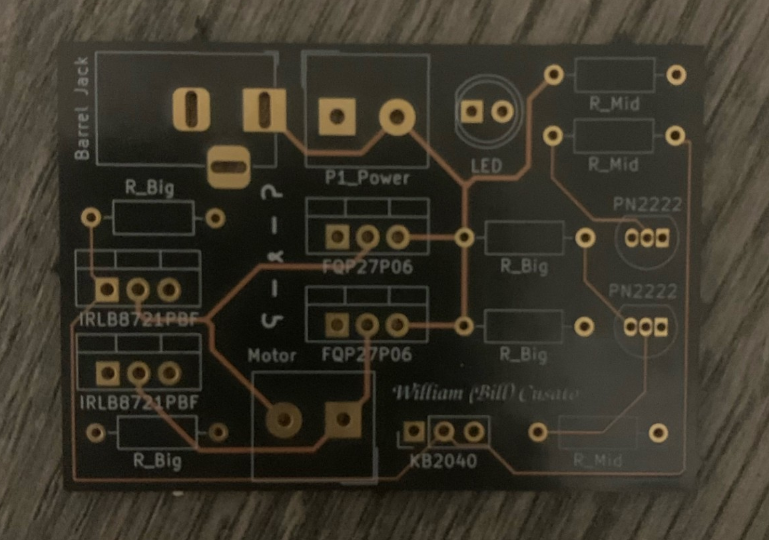 Barrel Jack
P1_Power
LED
R_Mid
R_Mid
R_Big
PN2222
FQP27P06
R_Big
IRLB8721PBF
PN2222
FQP27P06
R_Big
Motor
William (Bill) Cusato
IRLB8721PBF
R_Big
KB2040
R_Mid